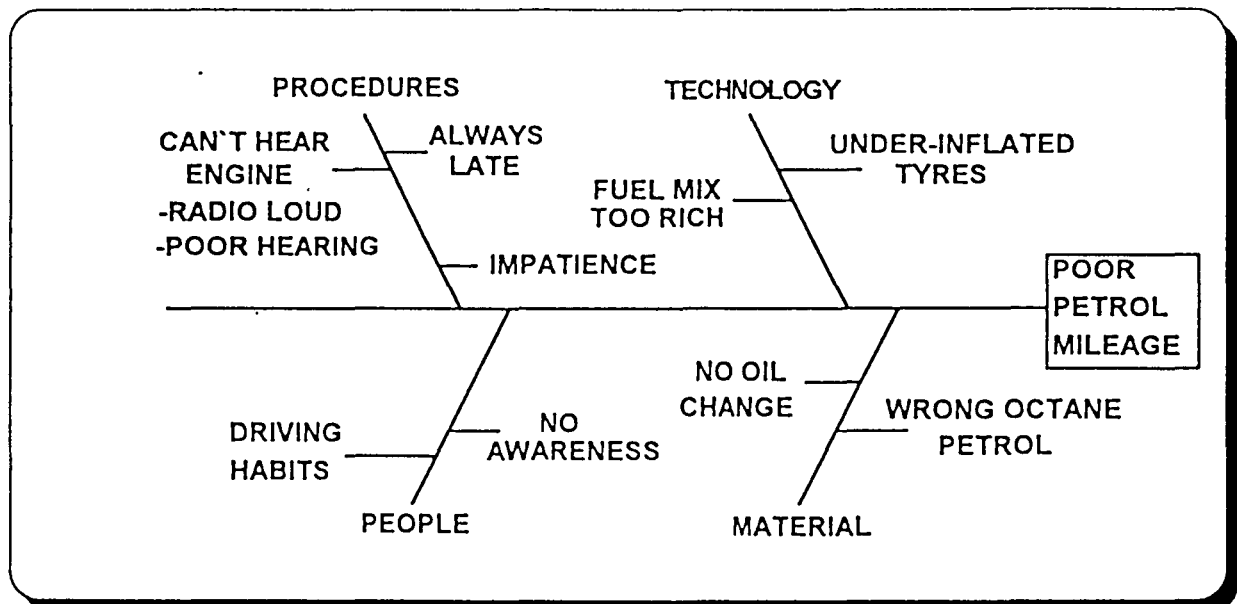 PROCEDURES
CAN`T HEAR
ENGINE
-RADIO LOUD
-POOR HEARING
ALWAYS
LATE
IMPATIENCE
TECHNOLOGY
FUEL MIX
TOO RICH
UNDER-INFLATED
TYRES
POOR
PETROL
MILEAGE
DRIVING
HABITS
NO
AWARENESS
PEOPLE
NO OIL
CHANGE
WRONG OCTANE
PETROL
MATERIAL